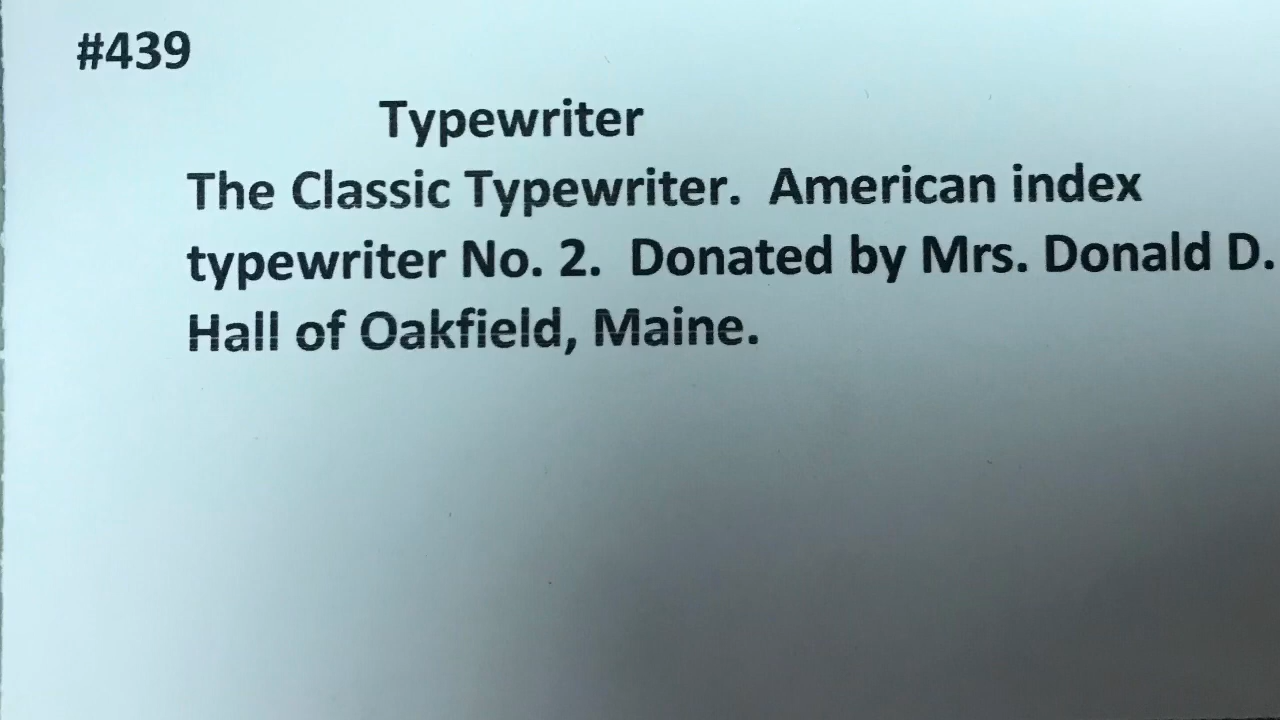 #439
Typewriter
The Classic Typewriter.  American index
typewriter No. 2.  Donated by Mrs. Donald D.
Hall of Oakfield, Maine.